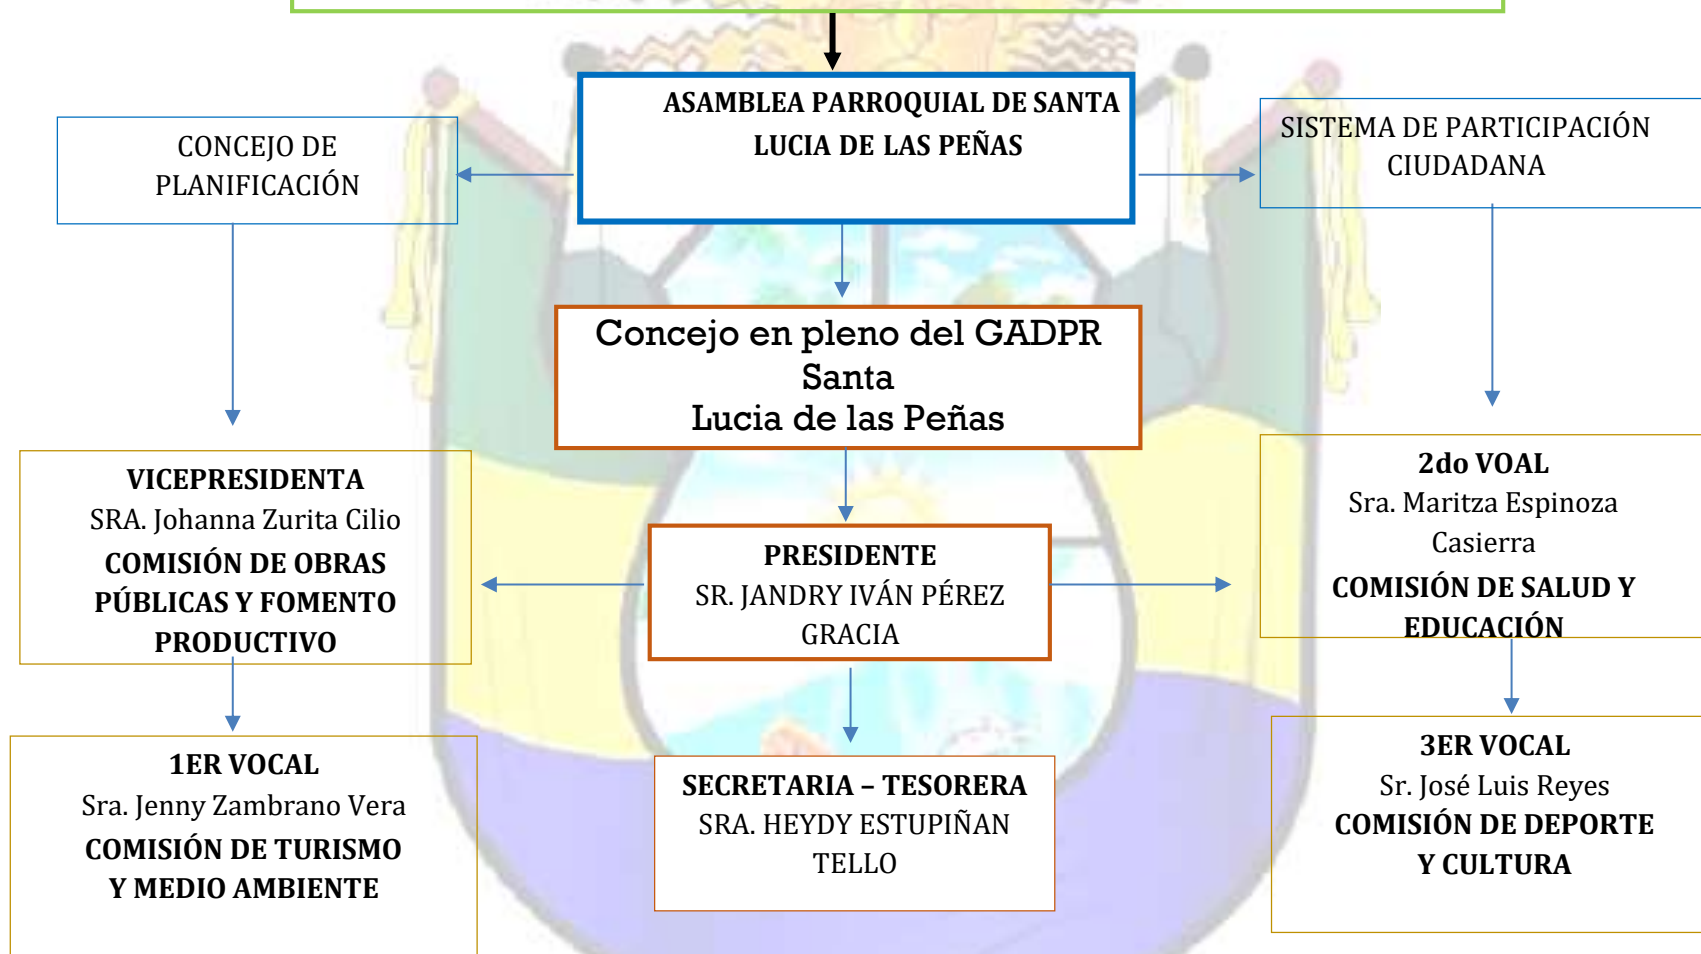 ASAMBLEA PARROQUIAL DE SANTA
LUCIA DE LAS PEÑAS
CONCEJO DE
PLANIFICACIÓN
SISTEMA DE PARTICIPACIÓN
CIUDADANA
Concejo en pleno del GADPR
Santa
Lucia de las Peñas
VICEPRESIDENTA
SRA. Johanna Zurita Cilio
COMISIÓN DE OBRAS
PÚBLICAS Y FOMENTO
PRODUCTIVO
PRESIDENTE
SR. JANDRY IVÁN PÉREZ
GRACIA
2do VOAL
Sra. Maritza Espinoza
Casierra
COMISIÓN DE SALUD Y
EDUCACIÓN
1ER VOCAL
Sra. Jenny Zambrano Vera
COMISIÓN DE TURISMO
Y MEDIO AMBIENTE
SECRETARIA – TESORERA
SRA. HEYDY ESTUPIÑAN
TELLO
3ER VOCAL
Sr. José Luis Reyes
COMISIÓN DE DEPORTE
Y CULTURA